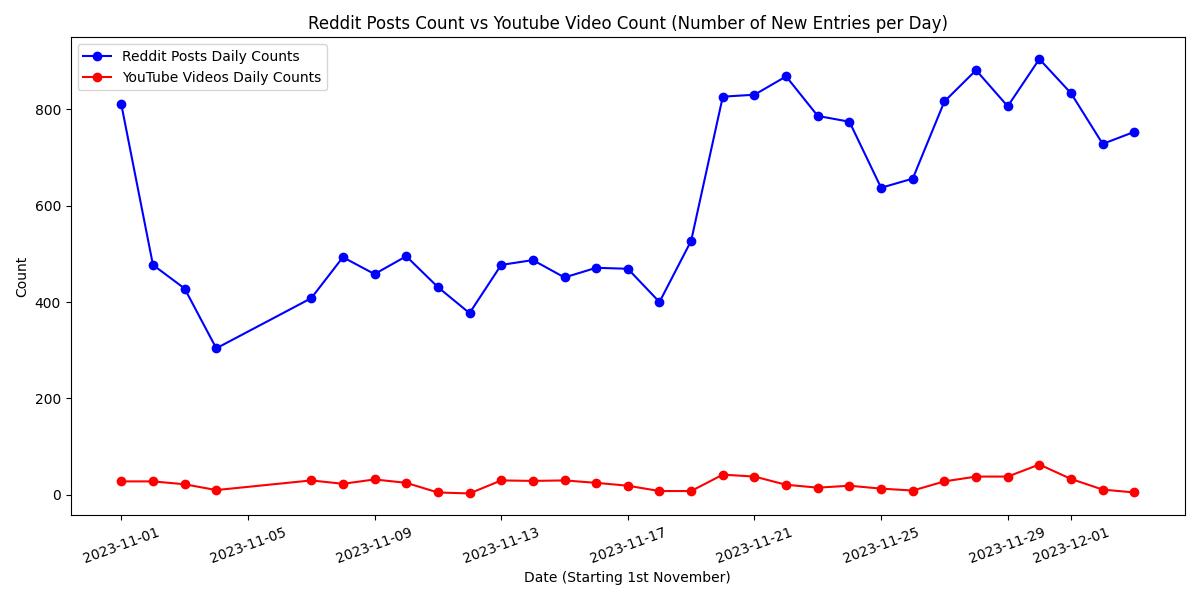 Reddit Posts Count vs Youtube Video Count (Number of New Entries per Day)
Reddit Posts Daily Counts
YouTube Videos Daily Counts
Count
800
600
400
200
0
2023-11-01
2023-11-05
2023-11-09
2023-11-13
2023-11-17
2023-11-21
2023-11-25
2023-11-29
2023-12-01
Date (Starting 1st November)